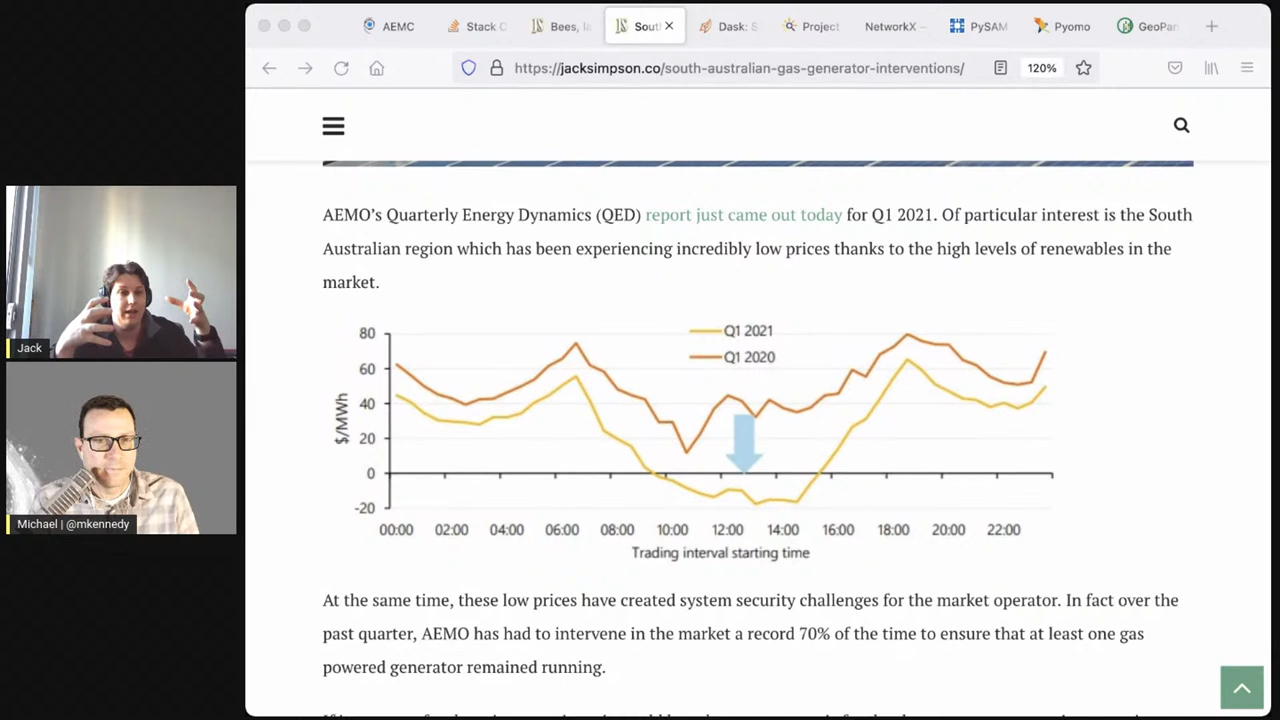 AEMC
Stack O
Bees, la
Sout
Dask: S
Project
NetworkX –
PySAM
Pyomo
GeoPan
https://jacksimpson.co/south-australian-gas-generator-interventions/
120%
AEMO's Quarterly Energy Dynamics (QED) report just came out today for Q1 2021. Of particular interest is the South
Australian region which has been experiencing incredibly low prices thanks to the high levels of renewables in the
market.
Q1 2021
Q1 2020
$/MWh
80
60
40
20
0
-20
00:00 02:00 04:00 06:00 08:00 10:00 12:00 14:00 16:00 18:00 20:00 22:00
Trading interval starting time
At the same time, these low prices have created system security challenges for the market operator. In fact over the
past quarter, AEMO has had to intervene in the market a record 70% of the time to ensure that at least one gas
powered generator remained running.
Jack
Michael | @mkennedy